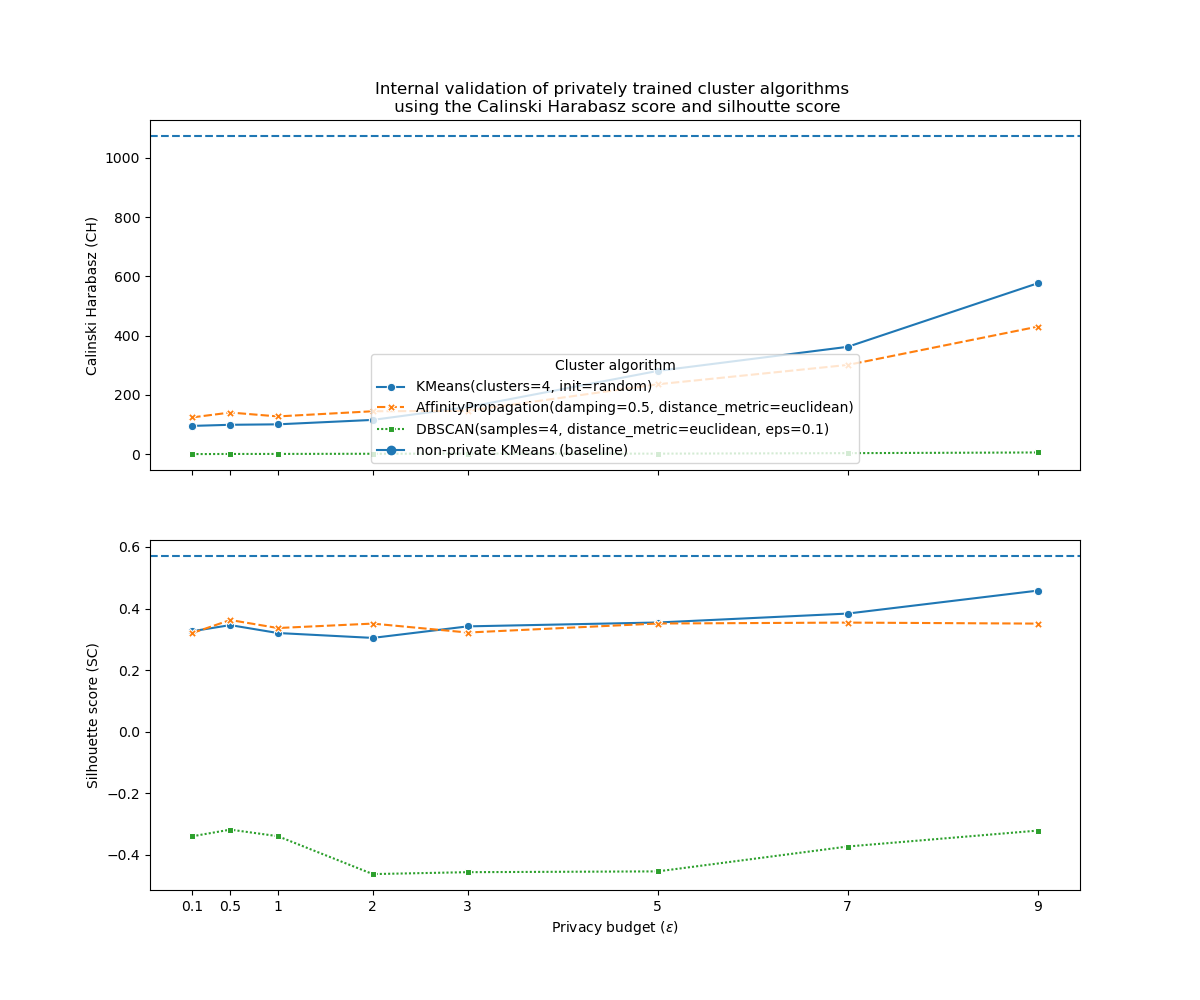 Internal validation of privately trained cluster algorithms
using the Calinski Harabasz score and silhoutte score
Calinski Harabasz (CH)
1000
800
600
400
200
0
Cluster algorithm
KMeans(clusters=4, init=random)
AffinityPropagation(damping=0.5, distance_metric=euclidean)
DBSCAN(samples=4, distance_metric=euclidean, eps=0.1)
non-private KMeans (baseline)
Silhouette score (SC)
0.6
0.4
0.2
0.0
−0.2
−0.4
0.1 0.5 1 2 3 5 7 9
Privacy budget (ε)